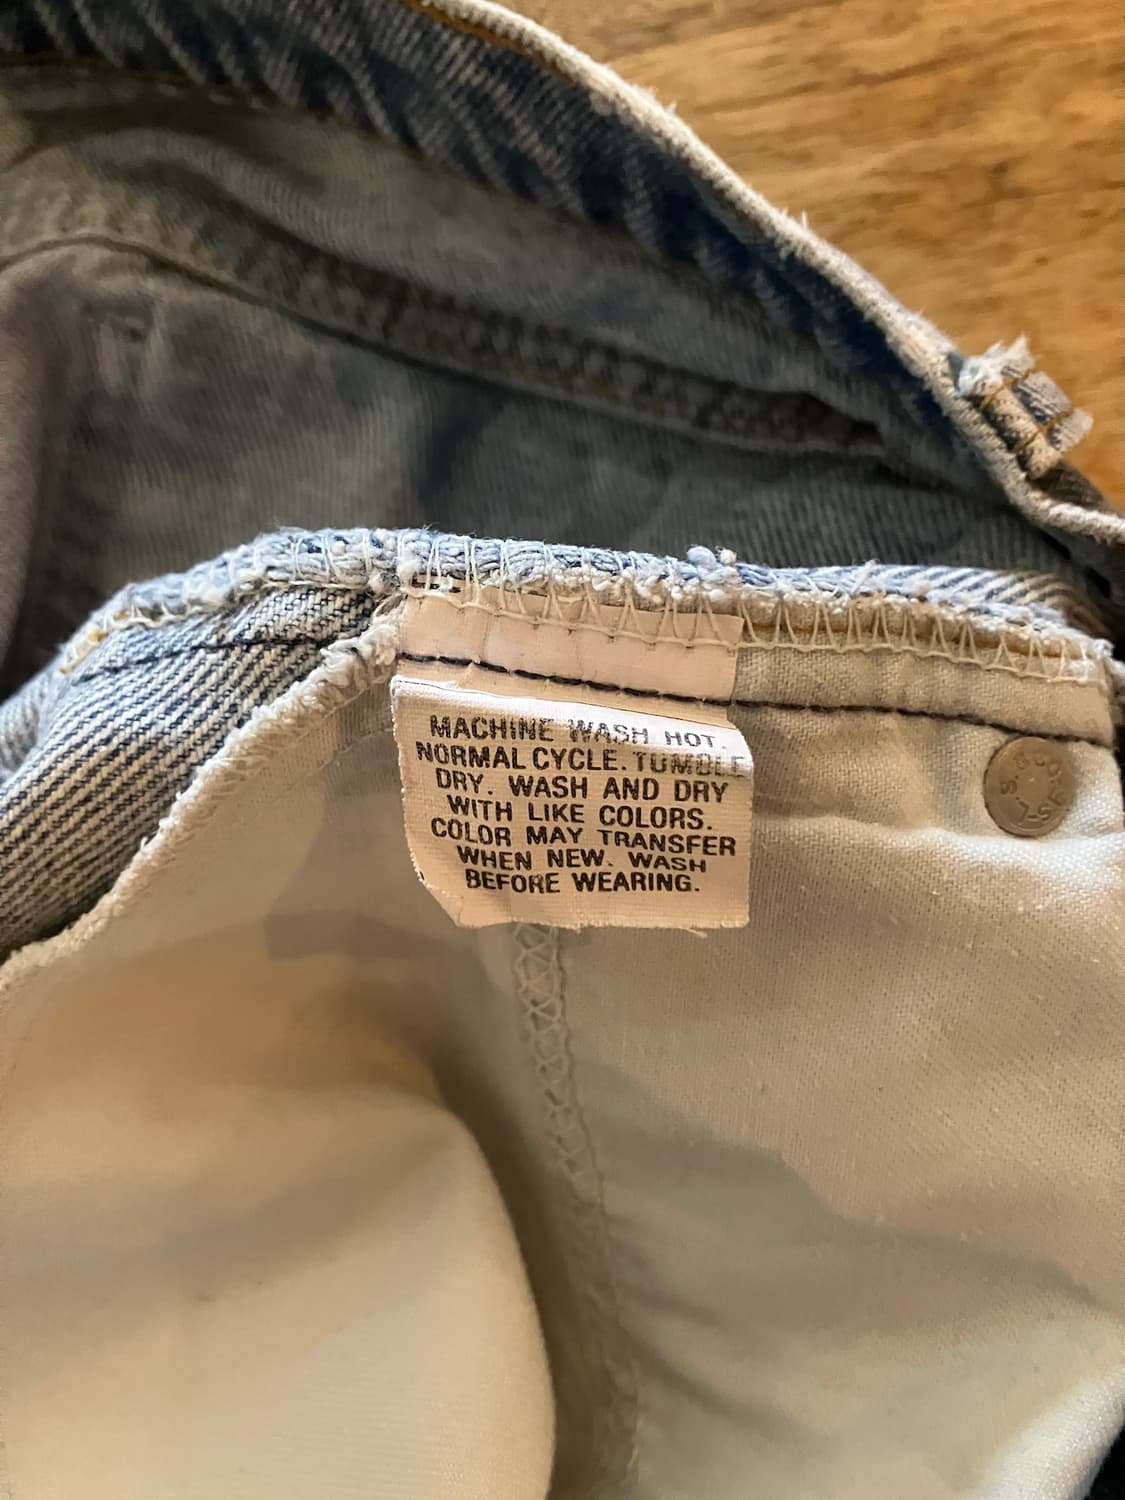 MACHINE WASH HOT.
NORMAL CYCLE. TUMBLE
DRY. WASH AND DRY
WITH LIKE COLORS.
COLOR MAY TRANSFER
WHEN NEW. WASH
BEFORE WEARING.
L.S.&CO.